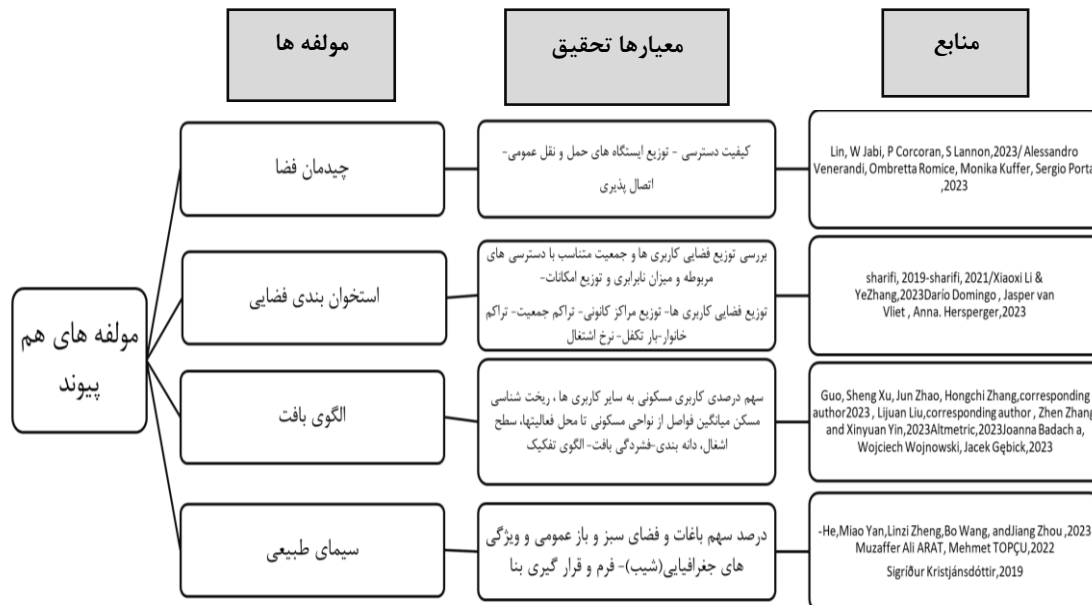 مولفه ها
معیارها تحقیق
منابع
مولفه های هم
پیوند
چیدمان فضا
کیفیت دسترسی - توزیع ایستگاه های حمل و نقل عمومی-
اتصال پذیری
Lin, W Jabi, P Corcoran, S Lannon,2023/ Alessandro
Venerandi, Ombretta Romice, Monika Kuffer, Sergio Porta
,2023
استخوان بندی فضایی
بررسی توزیع فضایی کاربری ها و جمعیت متناسب با دسترسی های
مربوطه و میزان نابرابری و توزیع امکانات-
توزیع فضایی کاربری ها- توزیع مراکز کانونی- تراکم جمعیت- تراکم
خانوار-بار تکفل- نرخ اشتغال
sharifi, 2019-sharifi, 2021/Xiaoxi Li &
YeZhang,2023Darío Domingo , Jasper van
Vliet , Anna. Hersperger,2023
الگوی بافت
سهم درصدی کاربری مسکونی به سایر کاربری ها ، ریخت شناسی
مسکن میانگین فواصل از نواحی مسکونی تا محل فعالیتها، سطح
اشغال، دانه بندی-فشردگی بافت- الگوی تفکیک
Guo, Sheng Xu, Jun Zhao, Hongchi Zhang,corresponding
author2023 , Lijuan Liu,corresponding author , Zhen Zhang
and Xinyuan Yin,2023Altmetric,2023Joanna Badach a,
Wojciech Wojnowski, Jacek Gębick,2023
سیمای طبیعی
درصد سهم باغات و فضای سبز و باز عمومی و ویژگی
های جغرافیایی(شیب)- فرم و قرار گیری بنا
-He,Miao Yan,Linzi Zheng,Bo Wang, andJiang Zhou ,2023
Muzaffer Ali ARAT, Mehmet TOPÇU,2022
Sigríður Kristjánsdóttir,2019